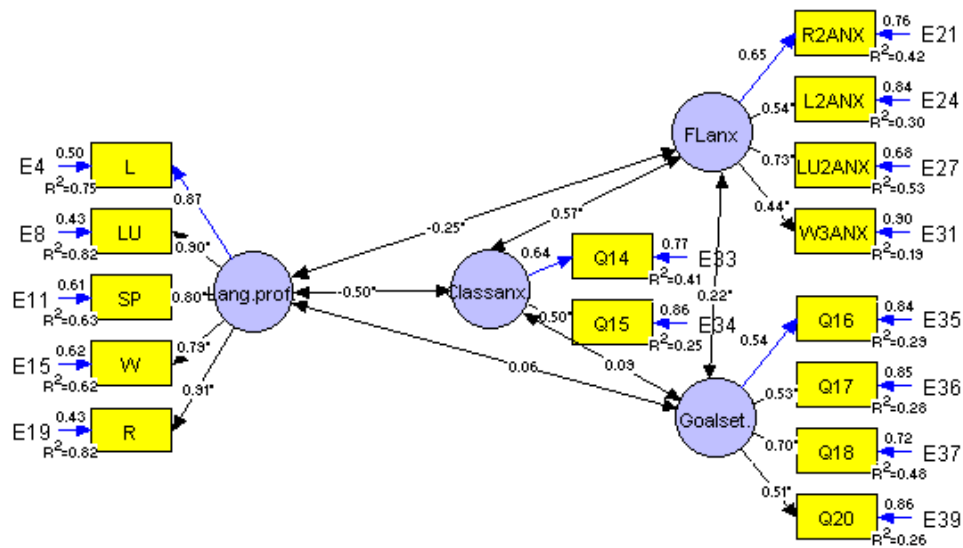 0.76
R2ANX
E21
R²=0.42
0.65
0.84
L2ANX
E24
R²=0.30
0.54*
FLanx
0.68
LU2ANX
E27
R²=0.53
0.73*
0.90
W3ANX
E31
R²=0.19
0.44*
0.50
E4
L
R²=0.75
0.87
0.43
E8
LU
R²=0.82
0.90*
0.61
E11
SP
R²=0.63
0.80*
0.62
E15
W
R²=0.62
0.79*
0.43
E19
R
R²=0.82
0.91*
Lang.prof.
-0.25*
0.57*
-0.50*
Classanx.
0.64
Q14
0.77
E33
R²=0.41
0.50*
Q15
0.86
E34
R²=0.25
0.22*
0.09
0.06
Goalset.
0.54
0.84
Q16
E35
R²=0.29
0.53*
0.85
Q17
E36
R²=0.28
0.70*
0.72
Q18
E37
R²=0.48
0.51*
0.86
Q20
E39
R²=0.26